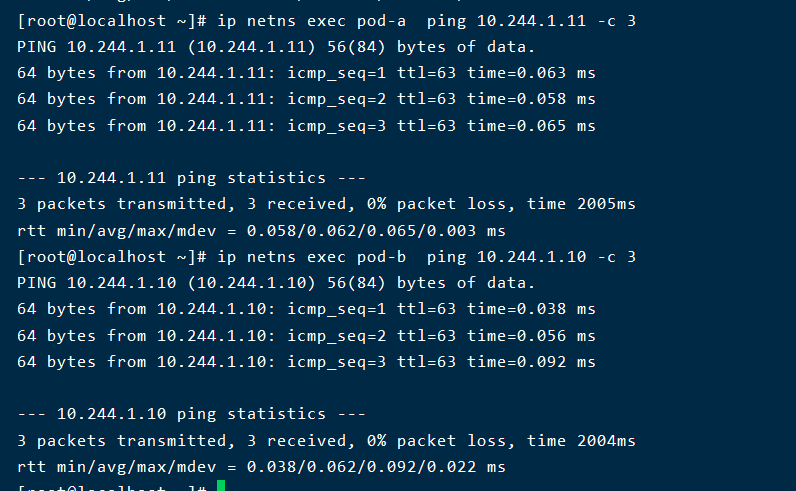 [root@localhost ~]# ip netns exec pod-a  ping 10.244.1.11 -c 3
PING 10.244.1.11 (10.244.1.11) 56(84) bytes of data.
64 bytes from 10.244.1.11: icmp_seq=1 ttl=63 time=0.063 ms
64 bytes from 10.244.1.11: icmp_seq=2 ttl=63 time=0.058 ms
64 bytes from 10.244.1.11: icmp_seq=3 ttl=63 time=0.065 ms

--- 10.244.1.11 ping statistics ---
3 packets transmitted, 3 received, 0% packet loss, time 2005ms
rtt min/avg/max/mdev = 0.058/0.062/0.065/0.003 ms
[root@localhost ~]# ip netns exec pod-b  ping 10.244.1.10 -c 3
PING 10.244.1.10 (10.244.1.10) 56(84) bytes of data.
64 bytes from 10.244.1.10: icmp_seq=1 ttl=63 time=0.038 ms
64 bytes from 10.244.1.10: icmp_seq=2 ttl=63 time=0.056 ms
64 bytes from 10.244.1.10: icmp_seq=3 ttl=63 time=0.092 ms

--- 10.244.1.10 ping statistics ---
3 packets transmitted, 3 received, 0% packet loss, time 2004ms
rtt min/avg/max/mdev = 0.038/0.062/0.092/0.022 ms
[root@localhost ~]#